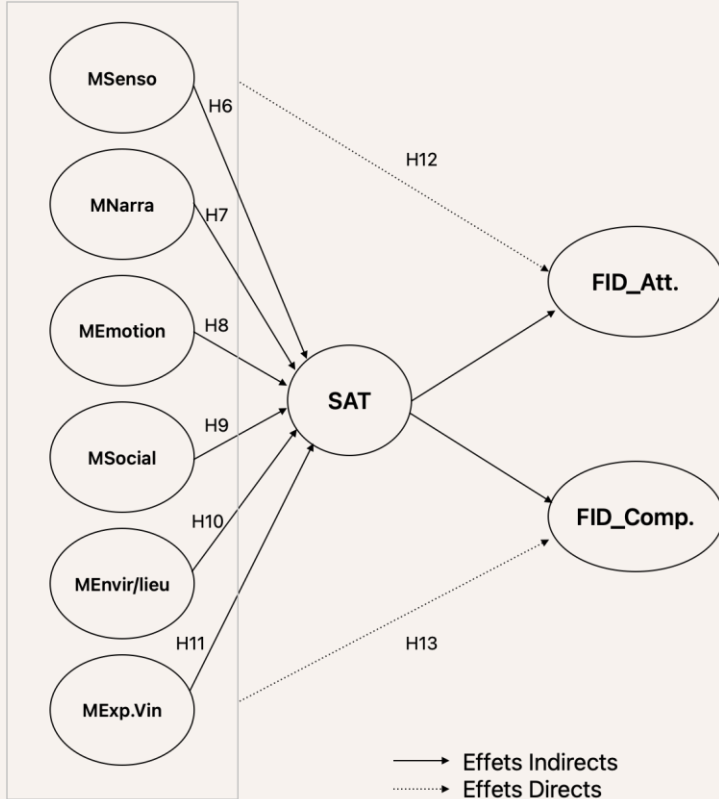 MSenso
H6
H12
MNarra
H7
FID_Att.
MEmotion
H8
SAT
MSocial
H9
FID_Comp.
H10
MEnvir/lieu
H11
H13
MExp.Vin
Effets Indirects
Effets Directs